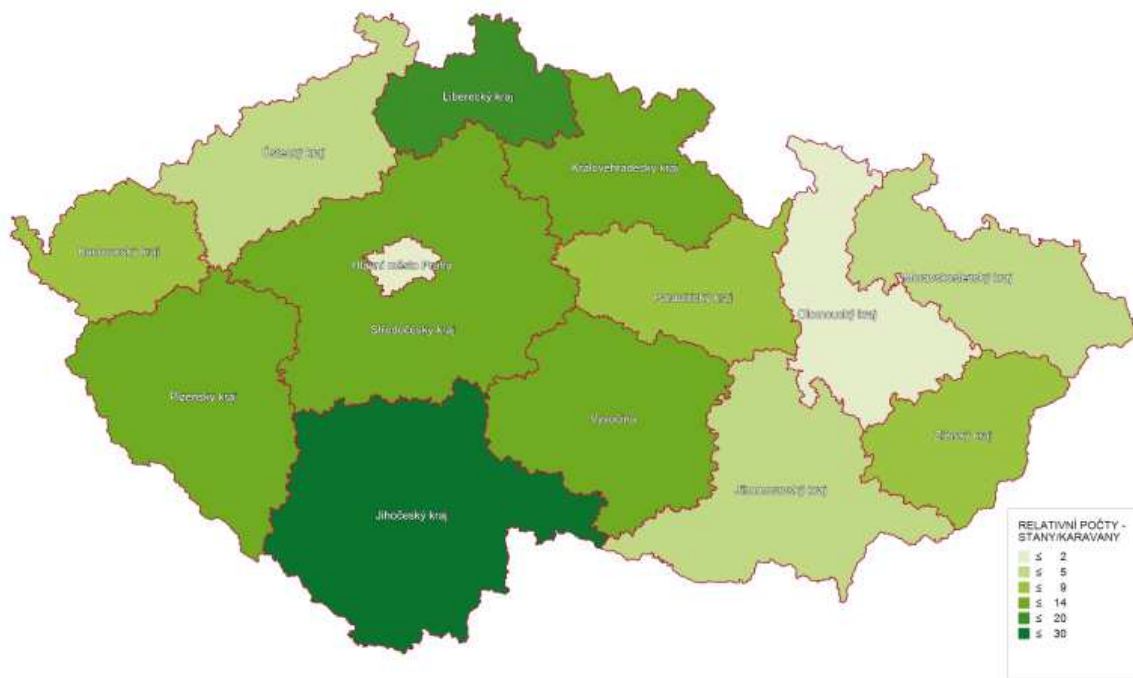 Liberecký kraj
Ústecký kraj
Královéhradecký kraj
Karlovarský kraj
Hlavní město Praha
Moravskoslezský kraj
Pardubický kraj
Olomoucký kraj
Středočeský kraj
Plzeňský kraj
Vysočina
Zlínský kraj
Jihomoravský kraj
Jihočeský kraj
RELATIVNÍ POČTY -
STANY/KARAVANY
≤ 2
≤ 5
≤ 9
≤ 14
≤ 20
≤ 30